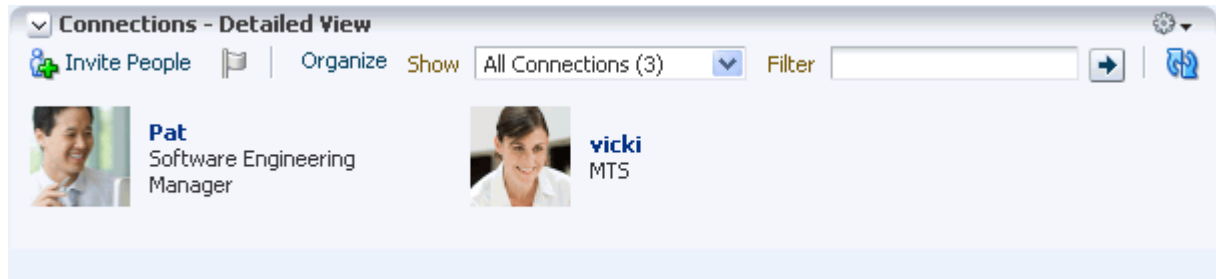 Connections - Detailed View
Invite People Organize Show All Connections (3) Filter
Pat
Software Engineering
Manager
vicki
MTS